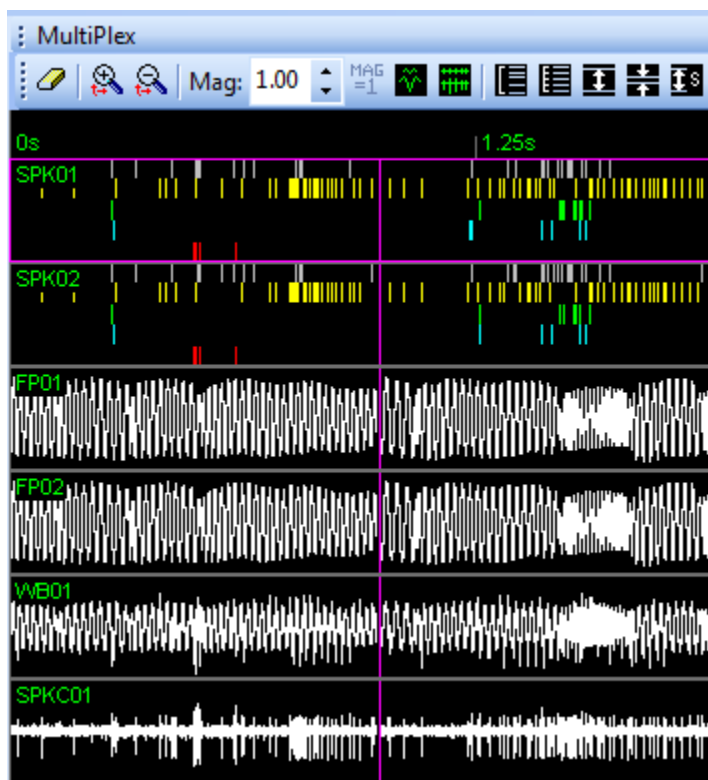 MultiPlex
Mag: 1.00 MAG =1 S
0s 1.25s
SPK01
SPK02
FP01
FP02
WB01
SPKC01